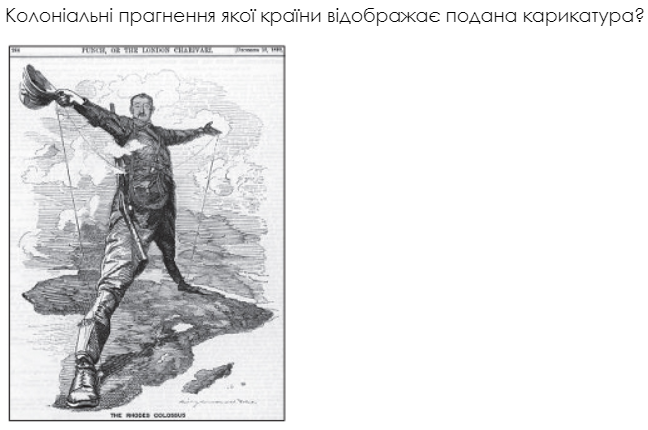 Колоніальні прагнення якої країни відображає подана карикатура?
PUNCH, OR THE LONDON CHARIVARI.
THE RHODES COLOSSUS